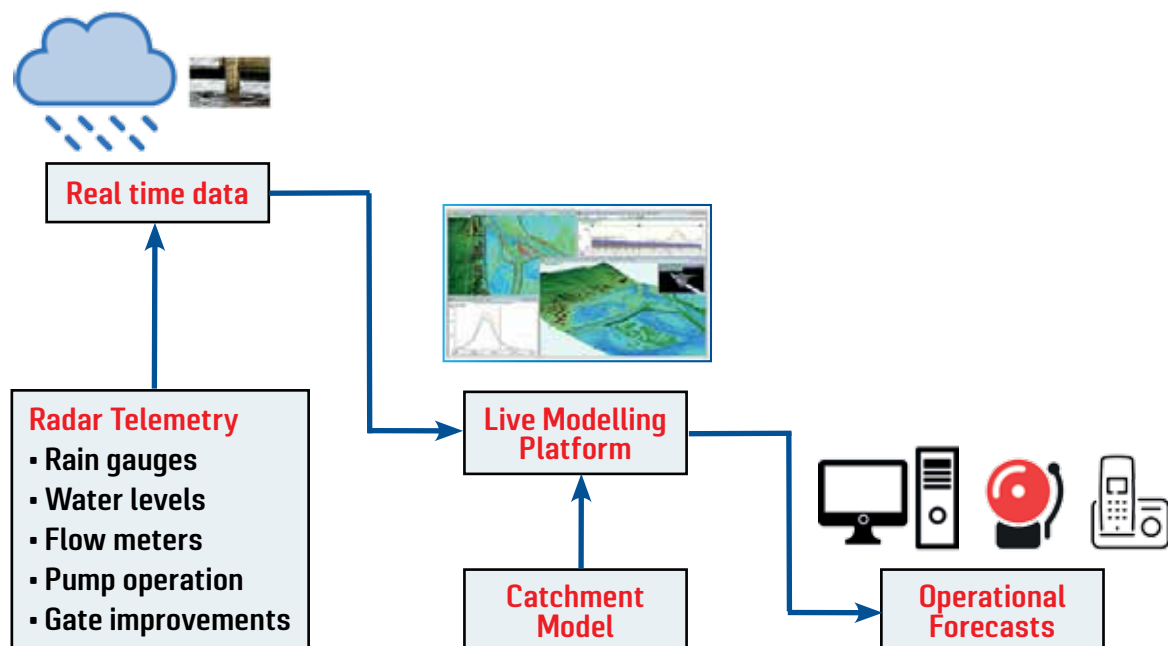 Real time data
Radar Telemetry
▪ Rain gauges
▪ Water levels
▪ Flow meters
▪ Pump operation
▪ Gate improvements
Live Modelling
Platform
Catchment
Model
Operational
Forecasts